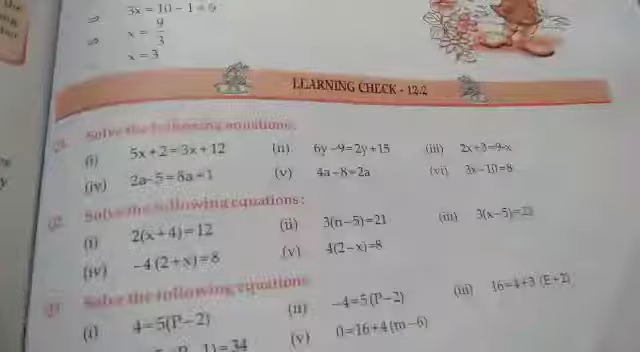 3x = 10 - 1 = 9
⇒ x = 9/3
⇒ x = 3
LEARNING CHECK - 12.2
Q1. Solve the following equations:
(i) 5x + 2 = 3x + 12 (ii) 6y - 9 = 2y + 15 (iii) 2x + 3 = 9-x
(iv) 2a - 5 = 8a + 1 (v) 4a - 8 = 2a (vi) 3x - 10 = 8
Q2. Solve the following equations:
(i) 2(x + 4) = 12 (ii) 3(n - 5) = 21 (iii) 3(x - 5) =
(iv) -4 (2 + x) = 8 (v) 4(2 - x) = 8
Solve the following equations
(i) 4 = 5(P - 2) (ii) -4 = 5 (P - 2) (iii) 16 = 4 + 3 (E + 2)
1) = 34 (v) 0 = 16 + 4 (m - 6)